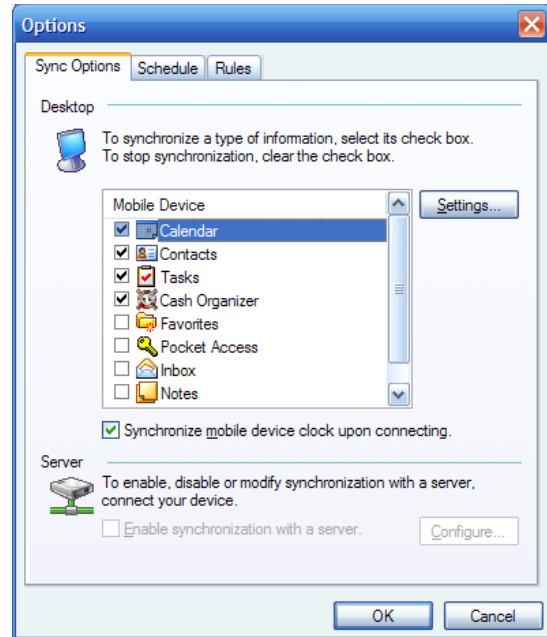 Options
Sync Options Schedule Rules
Desktop
To synchronize a type of information, select its check box.
To stop synchronization, clear the check box.
Mobile Device
Settings...
Calendar
Contacts
Tasks
Cash Organizer
Favorites
Pocket Access
Inbox
Notes
Synchronize mobile device clock upon connecting.
Server
To enable, disable or modify synchronization with a server,
connect your device.
Enable synchronization with a server.
Configure...
OK Cancel